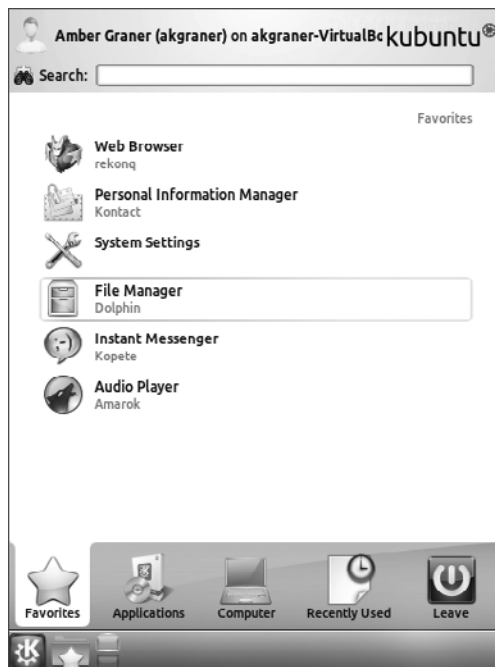 Amber Graner (akgraner) on akgraner-VirtualBo kubuntu
Search:
Favorites
Web Browser
rekonq
Personal Information Manager
Kontact
System Settings
File Manager
Dolphin
Instant Messenger
Kopete
Audio Player
Amarok
Favorites Applications Computer Recently Used Leave